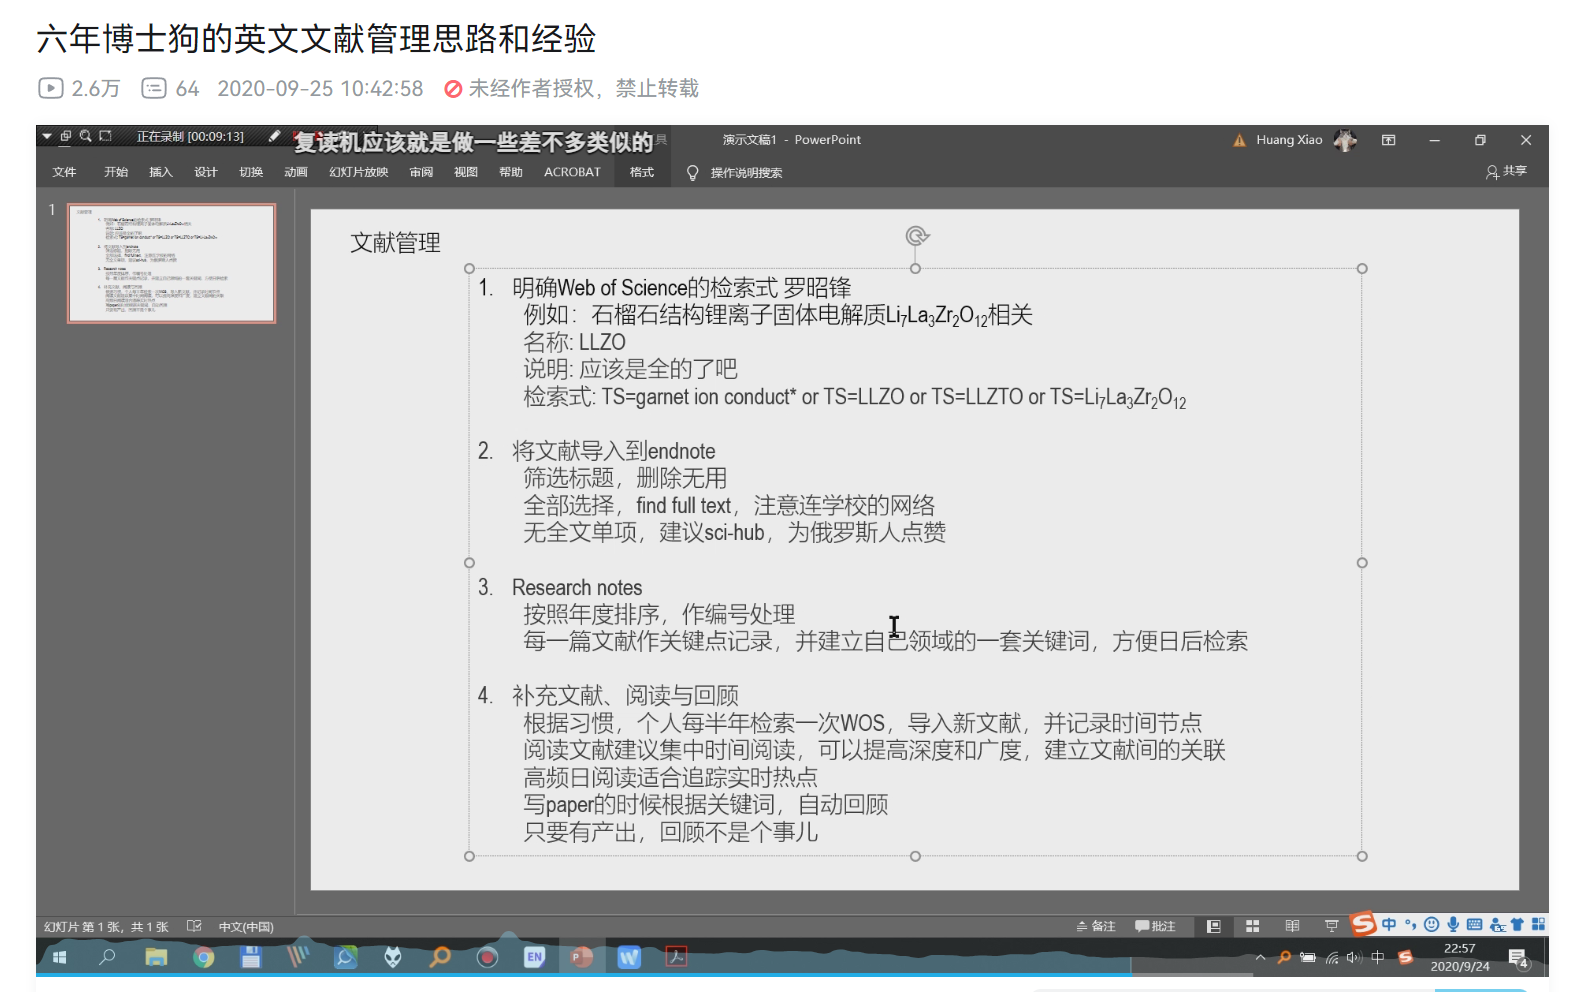 六年博士狗的英文文献管理思路和经验
2.6万 64 2020-09-25 10:42:58 未经作者授权，禁止转载
正在录制 [00:09:13] 复读机应该就是做一些差不多类似的 具 演示文稿1 - PowerPoint Huang Xiao
文件 开始 插入 设计 切换 动画 幻灯片放映 审阅 视图 帮助 ACROBAT 格式 操作说明搜索 共享
1
文献管理
1. 明确Web of Science的检索式 罗昭锋
例如：石榴石结构锂离子固体电解质Li7La3Zr2O12相关
名称: LLZO
说明: 应该是全的了吧
检索式: TS=garnet ion conduct* or TS=LLZO or TS=LLZTO or TS=Li7La3Zr2O12
2. 将文献导入到endnote
筛选标题，删除无用
全部选择，find full text，注意连学校的网络
无全文单项，建议sci-hub，为俄罗斯人点赞
3. Research notes
按照年度排序，作编号处理
每一篇文献作关键点记录，并建立自己领域的一套关键词，方便日后检索
4. 补充文献、阅读与回顾
根据习惯，个人每半年检索一次WOS，导入新文献，并记录时间节点
阅读文献建议集中时间阅读，可以提高深度和广度，建立文献间的关联
高频日阅读适合追踪实时热点
写paper的时候根据关键词，自动回顾
只要有产出，回顾不是个事儿
幻灯片 第 1 张，共 1 张 中文(中国) 备注 批注 中
EN P W 中 22:57
2020/9/24 4